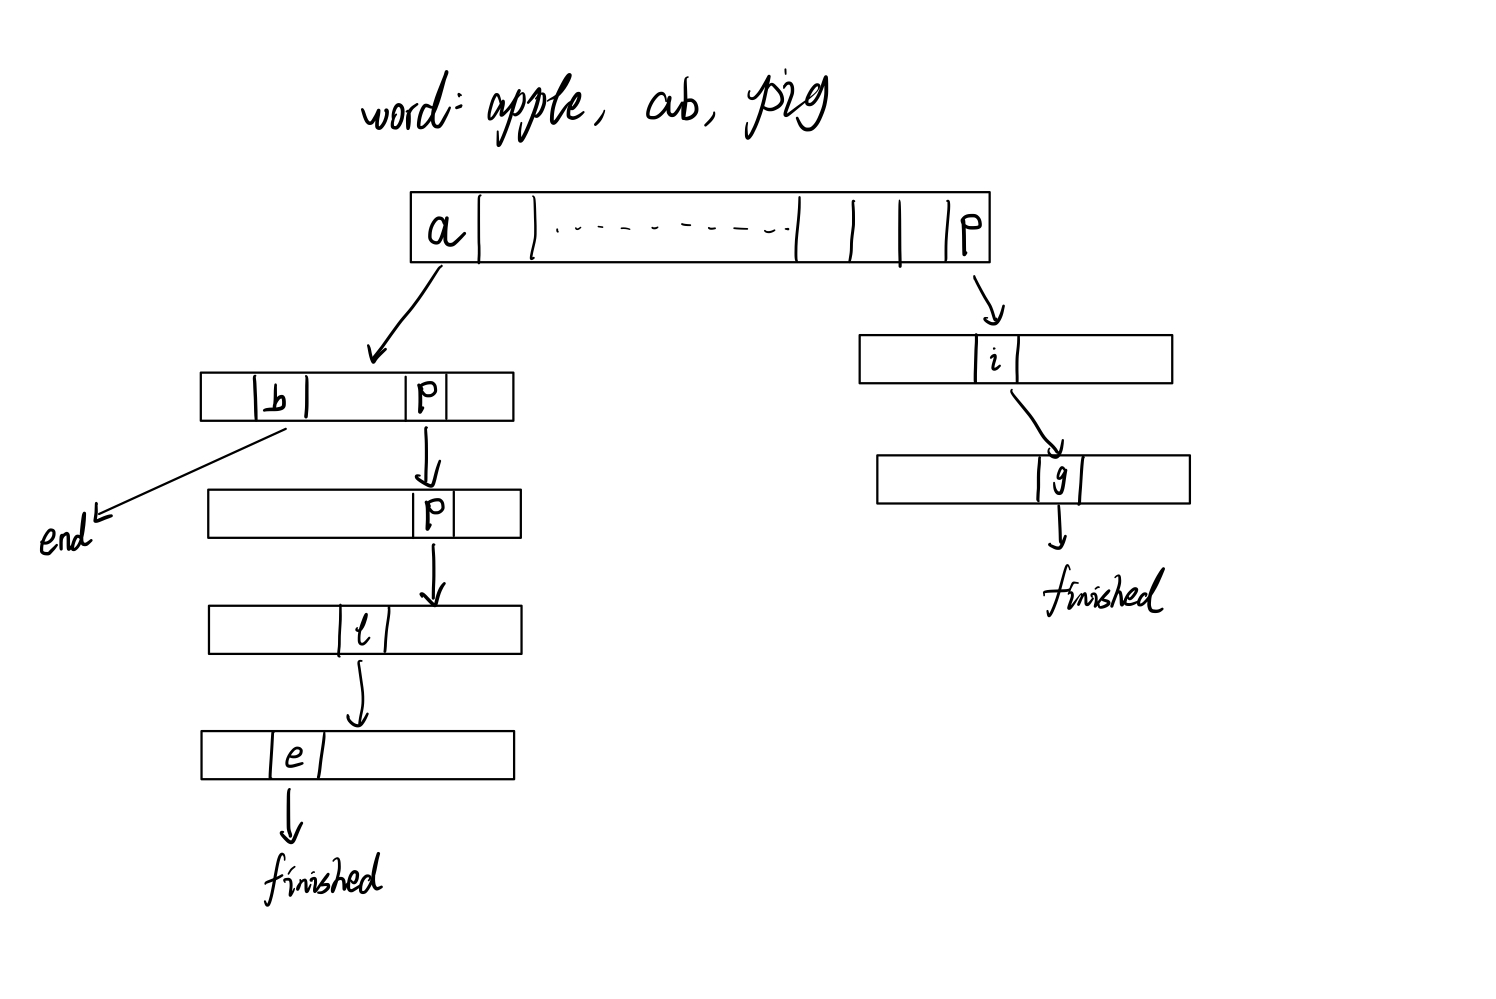 word: apple, ab, pig
a p
i
b p
g
p
end
finished
l
e
finished